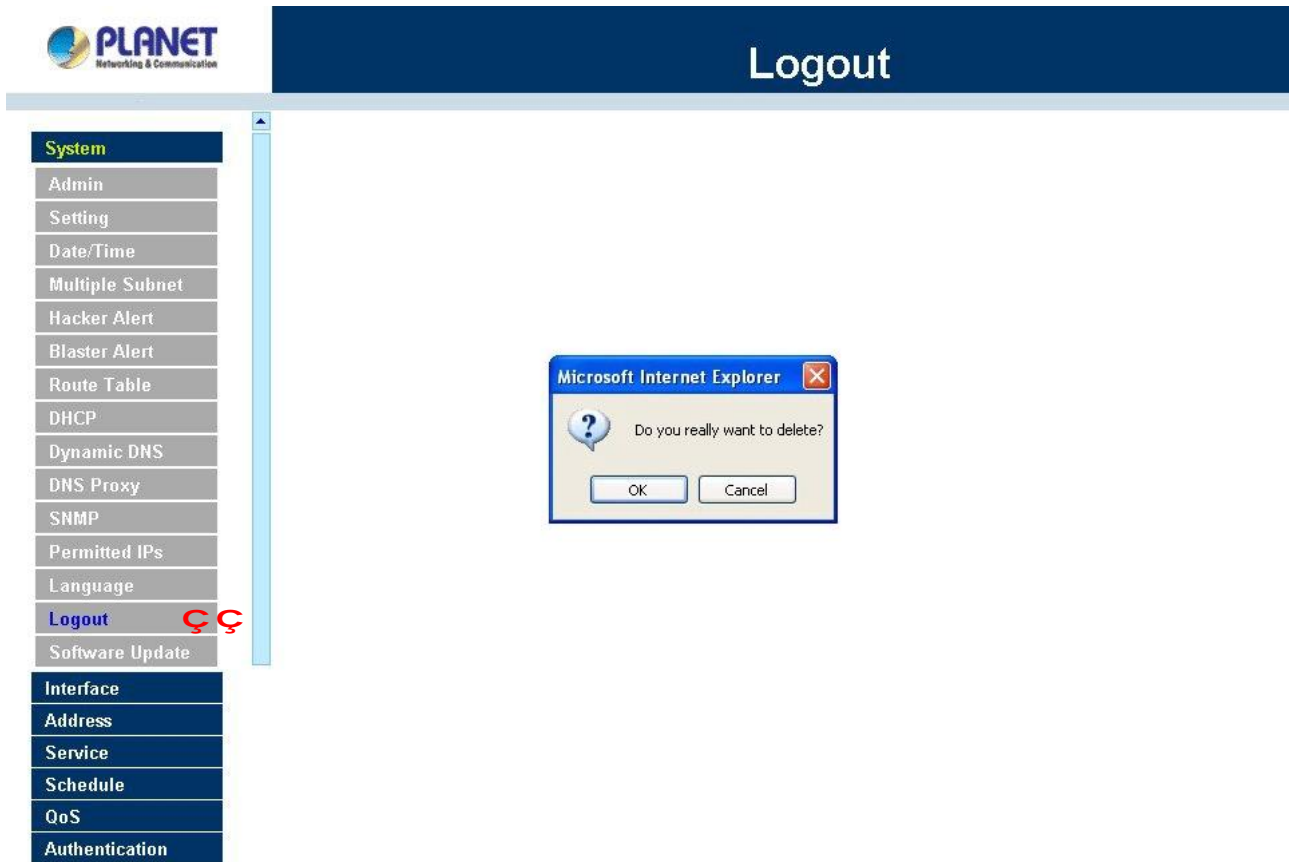 PLANET
Networking & Communication
Logout
System
Admin
Setting
Date/Time
Multiple Subnet
Hacker Alert
Blaster Alert
Route Table
DHCP
Dynamic DNS
DNS Proxy
SNMP
Permitted IPs
Language
Logout Ç Ç
Software Update
Interface
Address
Service
Schedule
QoS
Authentication
Microsoft Internet Explorer
Do you really want to delete?
OK Cancel